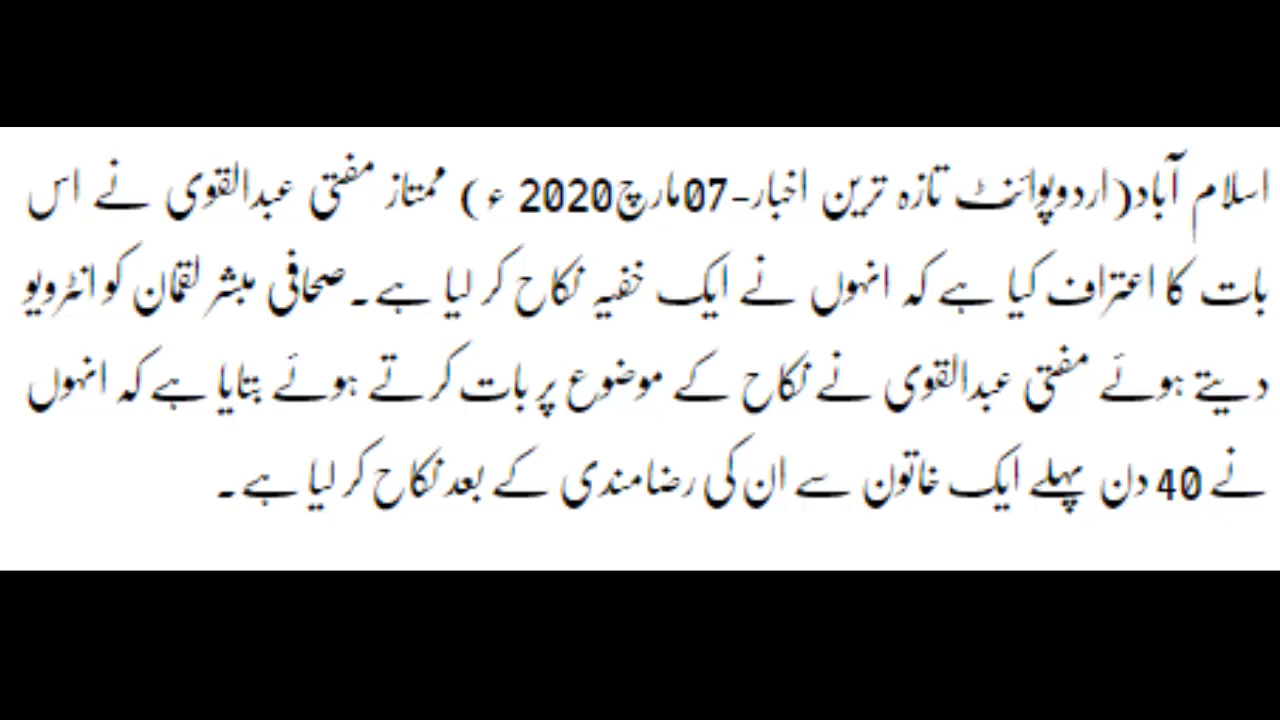 اسلام آباد(اردوپوائنٹ تازہ ترین اخبار-07مارچ2020 ء) ممتاز مفتی عبدالقوی نے اس
بات کا اعتراف کیا ہے کہ انہوں نے ایک خفیہ نکاح کر لیا ہے۔صحافی مبشر لقمان کو انٹرویو
دیتے ہوئے مفتی عبدالقوی نے نکاح کے موضوع پر بات کرتے ہوئے بتایا ہے کہ انہوں
نے 40 دن پہلے ایک خاتون سے ان کی رضامندی کے بعد نکاح کر لیا ہے۔